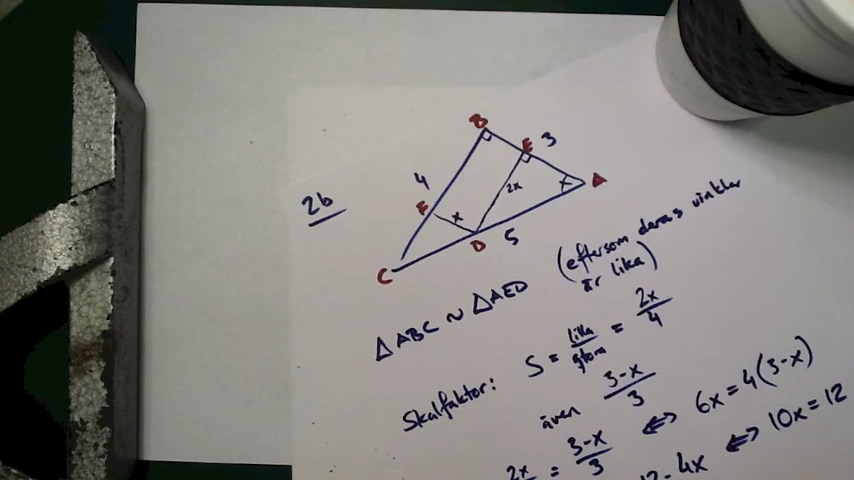 2b
B
E 3
4
x A
2x
F x
D 5
C
(eftersom deras vinklar
är lika)
△ABC ~ △AED
Skalfaktor: S = lilla/stora = 2x/4
även 3-x/3
2x = 3-x/3 ⟺ 6x = 4(3-x)
12 - 4x ⟺ 10x = 12